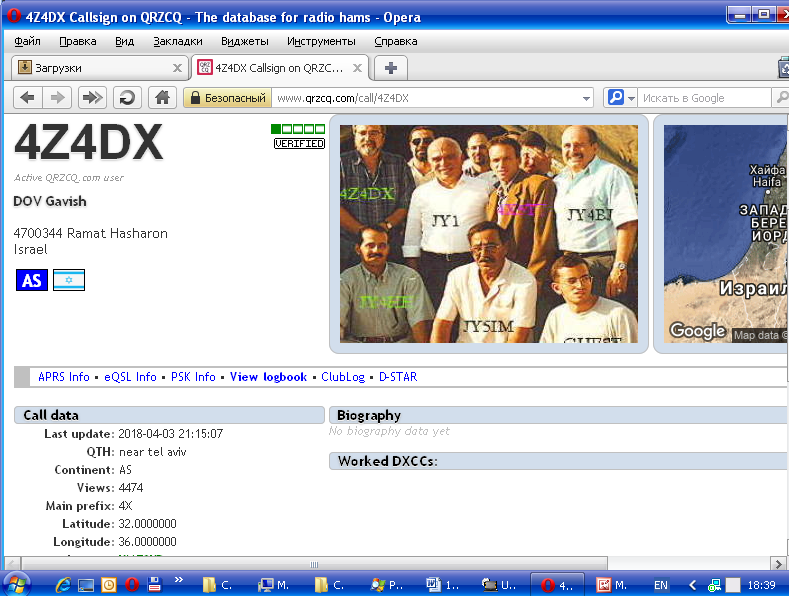 4Z4DX Callsign on QRZCQ - The database for radio hams - Opera
Файл Правка Вид Закладки Виджеты Инструменты Справка
Загрузки 4Z4DX Callsign on QRZC...
Безопасный www.qrzcq.com/call/4Z4DX Искать в Google
4Z4DX
VERIFIED
Active QRZCQ.com user
DOV Gavish
4700344 Ramat Hasharon
Israel
AS
4Z4DX
JY1
JY4BJ
JY4HH
JY5IM
GUEST
Хайфа
Haifa
ЗАПАД
БЕРЕ
ИОРД
Израил
Google
Map data ©
APRS Info • eQSL Info • PSK Info • View logbook • ClubLog • D-STAR
Call data
Last update: 2018-04-03 21:15:07
QTH: near tel aviv
Continent: AS
Views: 4474
Main prefix: 4X
Latitude: 32.0000000
Longitude: 36.0000000
Biography
No biography data yet
Worked DXCCs:
С. М. С. Р.. 1.. U.. 4.. М. EN 18:39